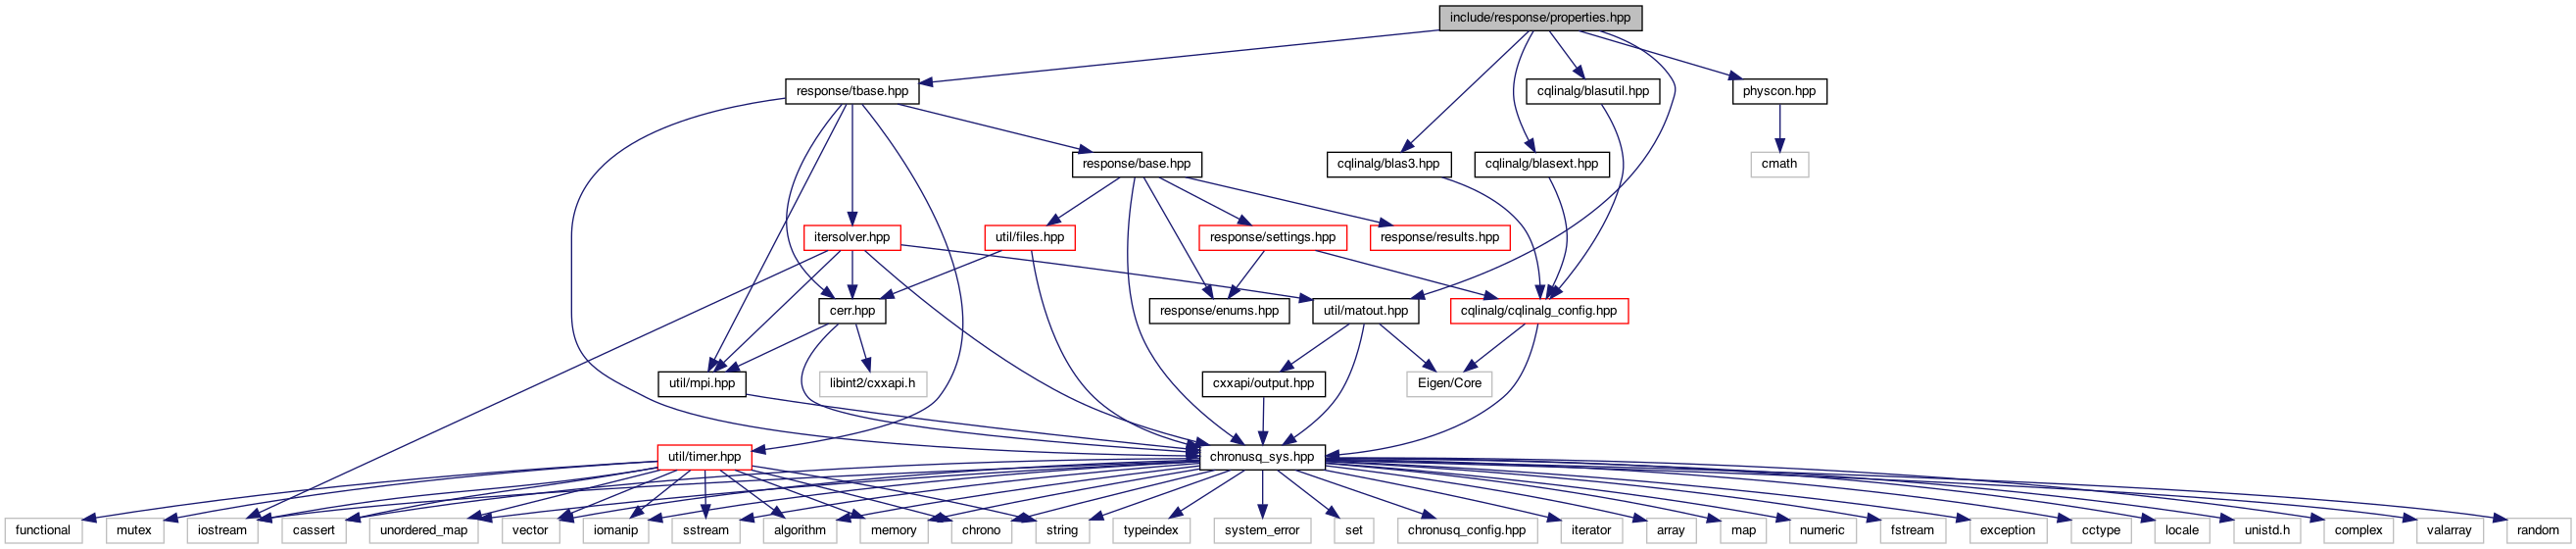 include/response/properties.hpp
response/tbase.hpp
cqlinalg/blasutil.hpp
physcon.hpp
response/base.hpp
cqlinalg/blas3.hpp
cqlinalg/blasext.hpp
cmath
itersolver.hpp
util/files.hpp
response/settings.hpp
response/results.hpp
cerr.hpp
response/enums.hpp
util/matout.hpp
cqlinalg/cqlinalg_config.hpp
util/mpi.hpp
libint2/cxxapi.h
cxxapi/output.hpp
Eigen/Core
util/timer.hpp
chronusq_sys.hpp
functional
mutex
iostream
cassert
unordered_map
vector
iomanip
sstream
algorithm
memory
chrono
string
typeindex
system_error
set
chronusq_config.hpp
iterator
array
map
numeric
fstream
exception
cctype
locale
unistd.h
complex
valarray
random